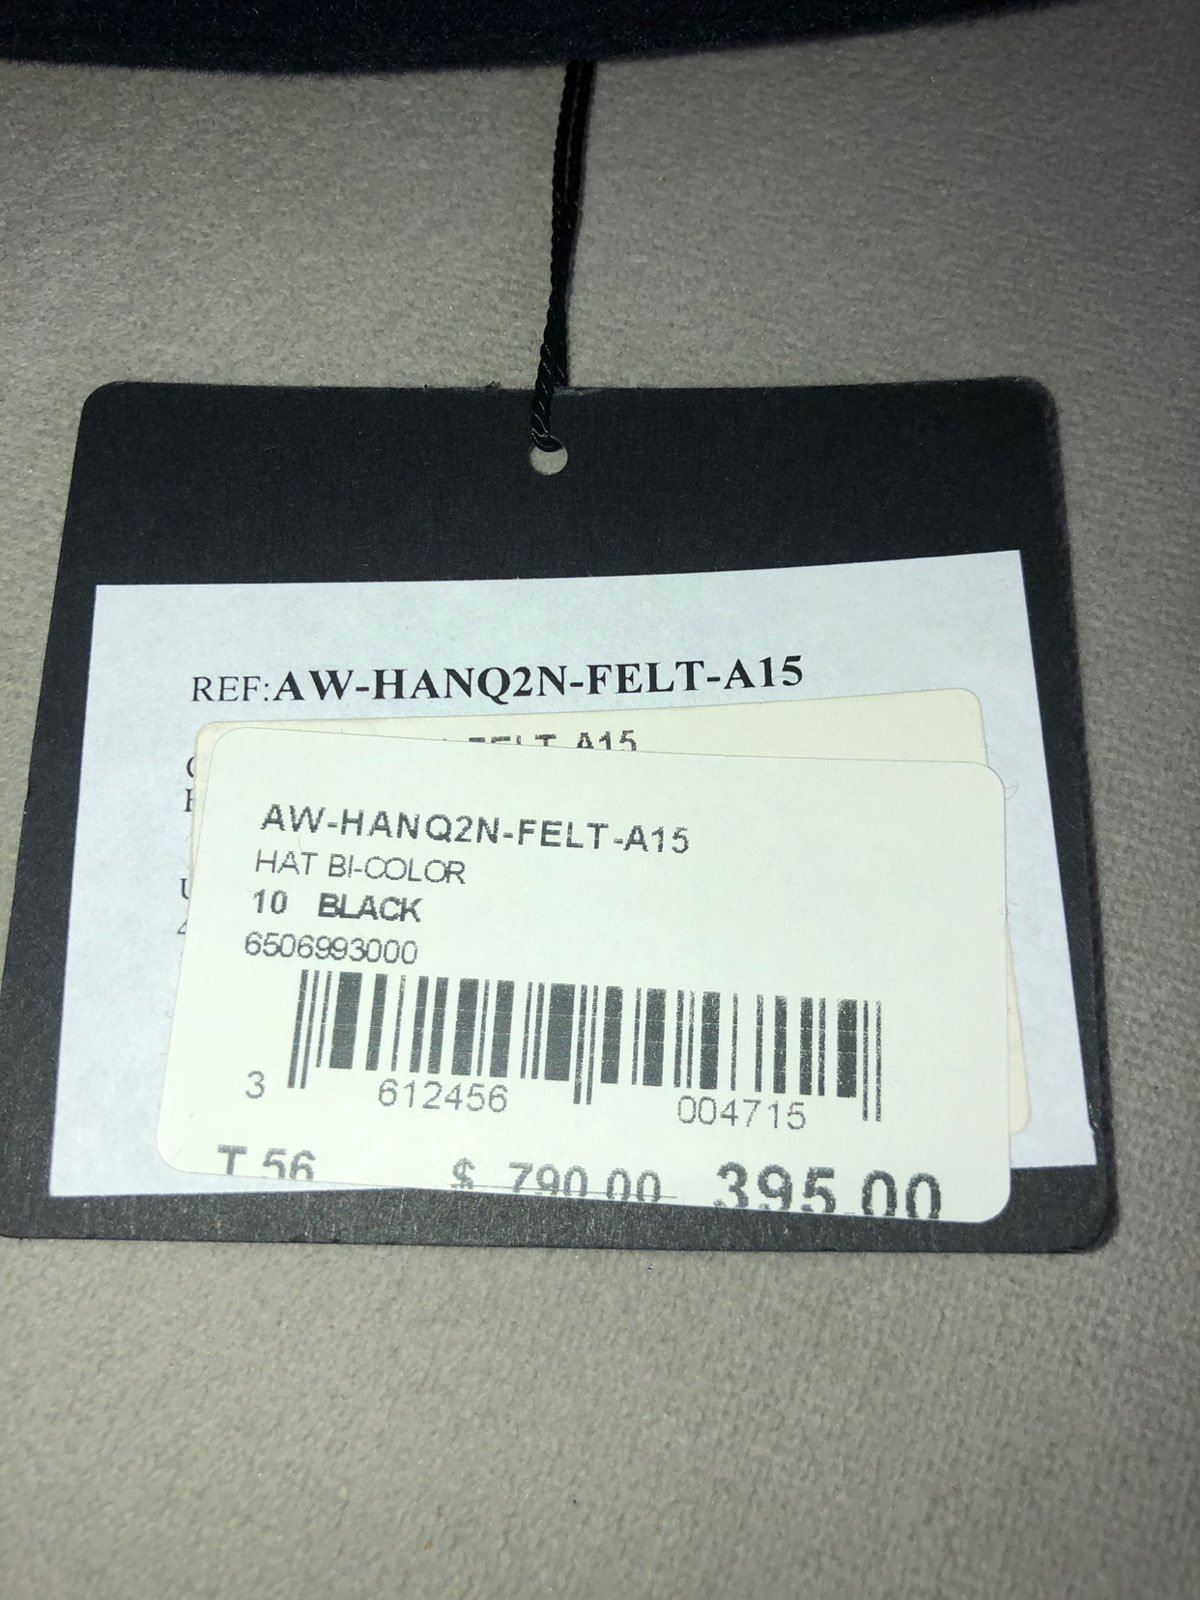 REF:AW-HANQ2N-FELT-A15
FELT-A15
AW-HANQ2N-FELT-A15
HAT BI-COLOR
10 BLACK
6506993000
3 612456 004715
T 56 $ 790.00 395.00